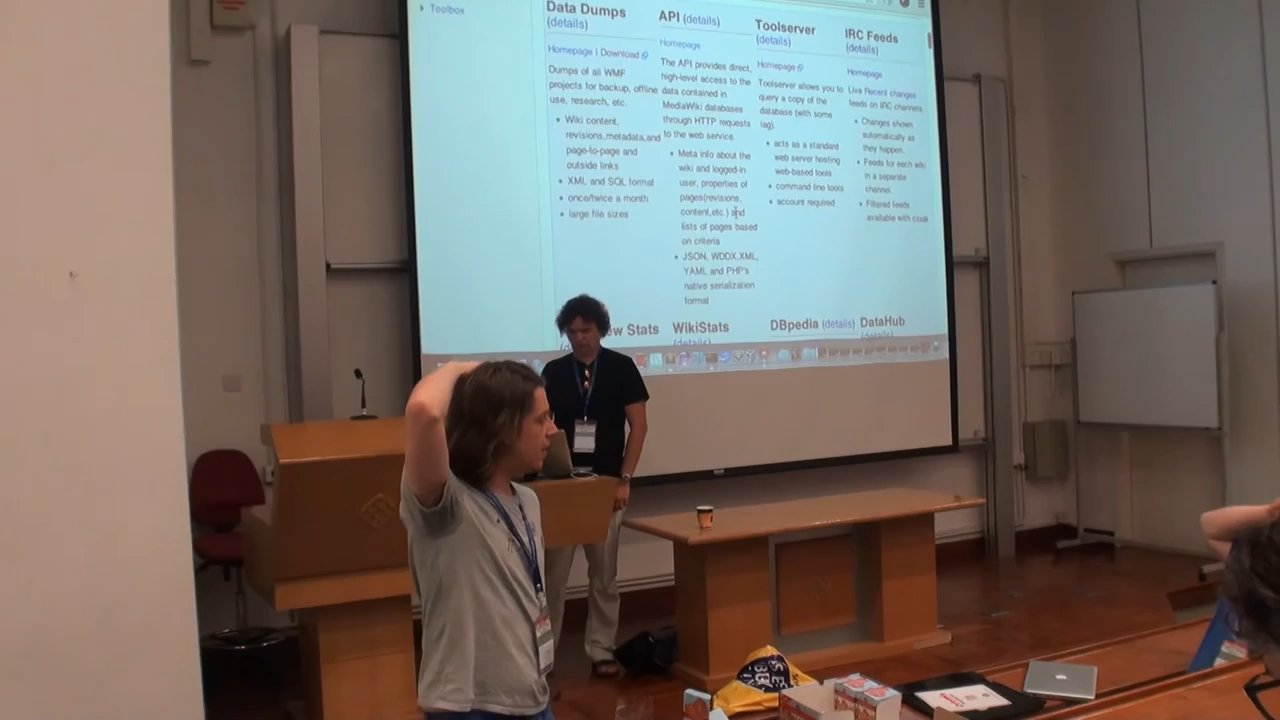 Toolbox
Data Dumps
(details)
Homepage | Download
Dumps of all WMF
projects for backup, offline
use, research, etc.
Wiki content,
revisions,metadata,and
page-to-page and
outside links
XML and SQL format
once/twice a month
large file sizes
API (details)
Homepage
The API provides direct,
high-level access to the
data contained in
MediaWiki databases
through HTTP requests
to the web service.
Meta info about the
wiki and logged-in
user, properties of
pages(revisions,
content,etc.) and
lists of pages based
on criteria
JSON, WDDX,XML,
YAML and PHP's
native serialization
format
Toolserver
(details)
Homepage
Toolserver allows you to
query a copy of the
database (with some
lag).
acts as a standard
web server hosting
web-based tools
command line tools
account required
IRC Feeds
(details)
Homepage
Live Recent changes
feeds on IRC channels.
Changes shown
automatically as
they happen.
Feeds for each wiki
in a separate
channel.
Filtered feeds
available with cloak
Stats
WikiStats
(details)
DBpedia (details)
DataHub
(details)